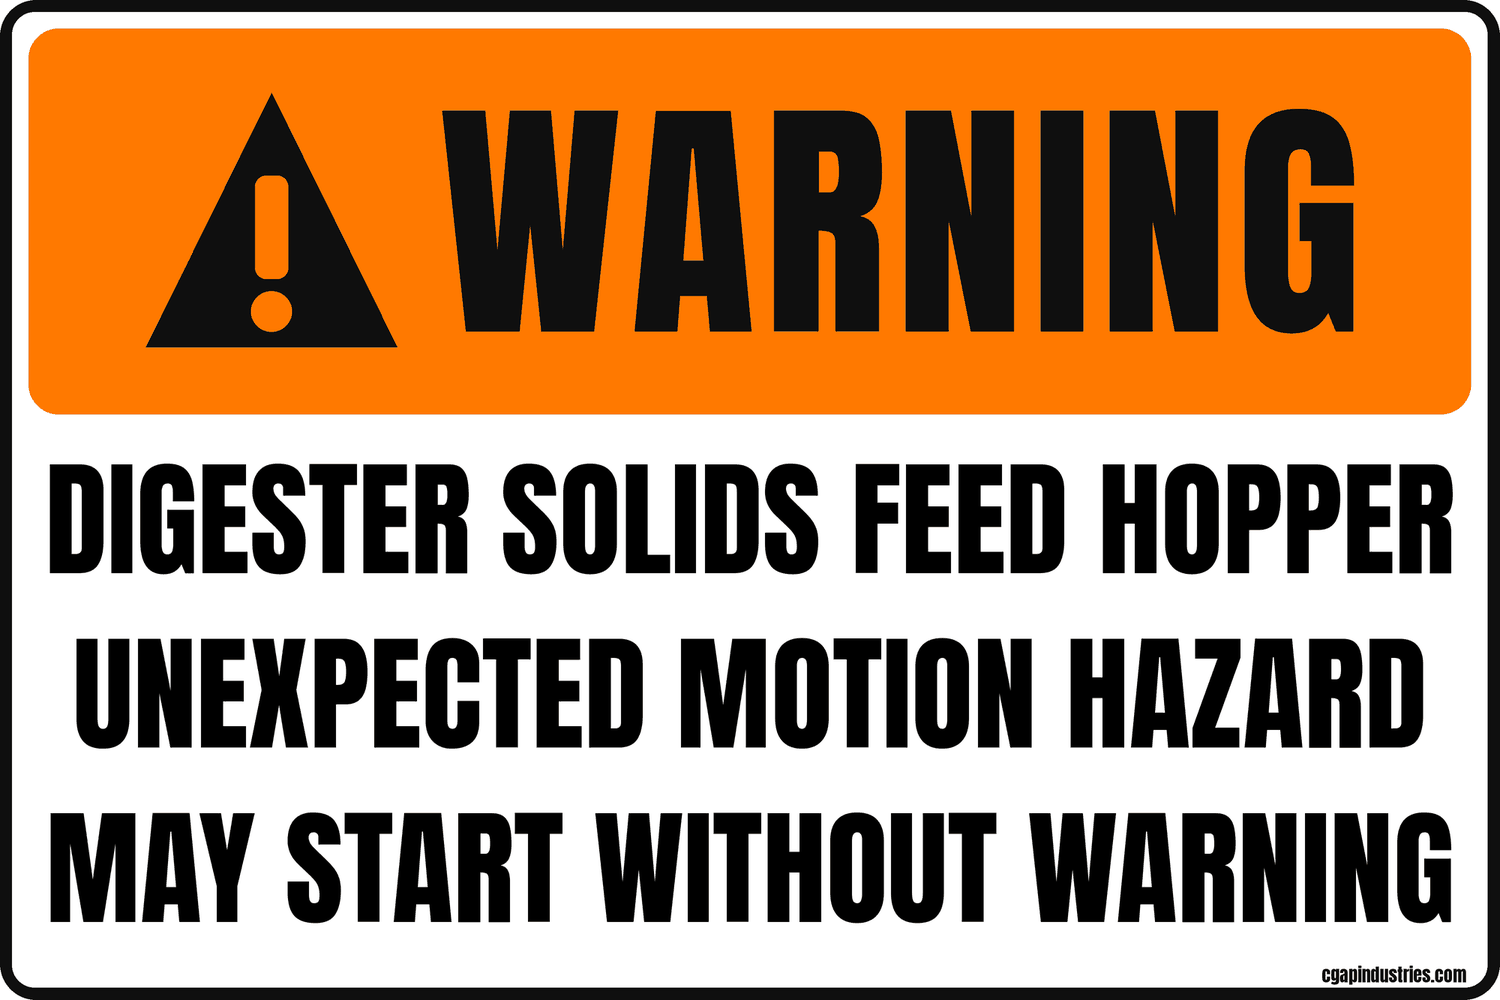 WARNING
DIGESTER SOLIDS FEED HOPPER
UNEXPECTED MOTION HAZARD
MAY START WITHOUT WARNING
cgapindustries.com